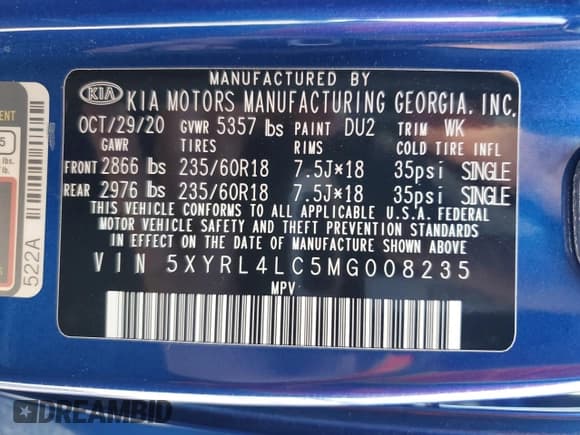 MANUFACTURED BY
KIA KIA MOTORS MANUFACTURING GEORGIA, INC.
OCT/29/20 GVWR 5357 lbs PAINT DU2 TRIM WK
GAWR TIRES RIMS COLD TIRE INFL
FRONT 2866 lbs 235/60R18 7.5J*18 35psi SINGLE
REAR 2976 lbs 235/60R18 7.5J*18 35psi SINGLE
THIS VEHICLE CONFORMS TO ALL APPLICABLE U.S.A. FEDERAL
MOTOR VEHICLE SAFETY AND THEFT PREVENTION STANDARDS
IN EFFECT ON THE DATE OF MANUFACTURE SHOWN ABOVE
VIN 5XYRL4LC5MG008235
MPV
5
lbs.
522A
DREAMBID